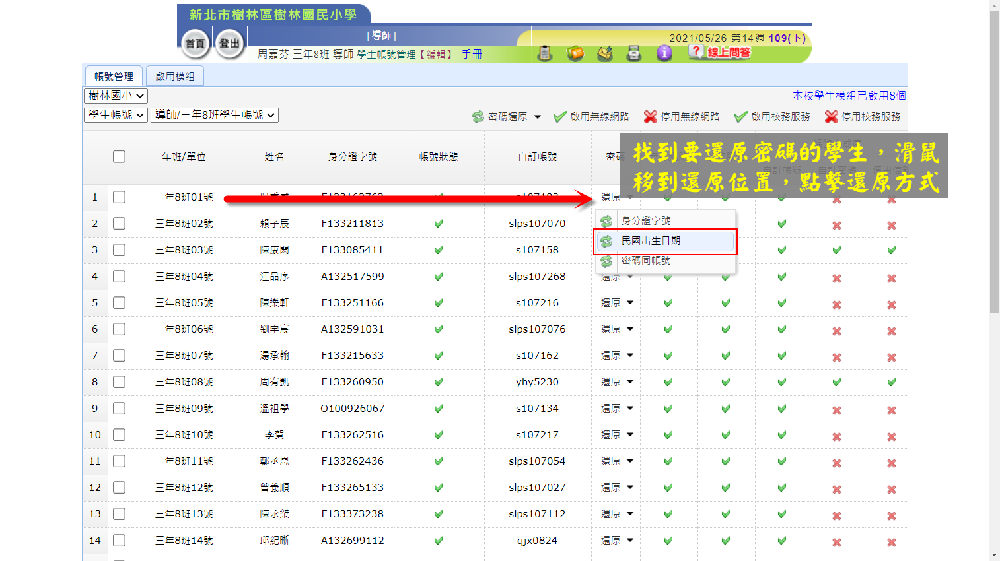 新北市樹林區樹林國民小學
首頁 登出 | 導師 |
2021/05/26 第14週 109(下)
周嘉芬 三年8班 導師 學生帳號管理【編輯】 手冊
線上問答
帳號管理 啟用模組
樹林國小
本校學生模組已啟用8個
學生帳號 導師/三年8班學生帳號
密碼還原 啟用無線網路 停用無線網路 啟用校務服務 停用校務服務
年班/單位 姓名 身分證字號 帳號狀態 自訂帳號
找到要還原密碼的學生，滑鼠
移到還原位置，點擊還原方式
1 三年8班01號 還原
身分證字號
民國出生日期
密碼同帳號
2 三年8班02號 賴子辰 F133211813 slps107070
3 三年8班03號 陳康閎 F133085411 s107158
4 三年8班04號 江品序 A132517599 slps107268 還原
5 三年8班05號 陳樂軒 F133251166 s107216 還原
6 三年8班06號 劉宇宸 A132591031 slps107076 還原
7 三年8班07號 湯承翰 F133215633 s107162 還原
8 三年8班08號 周宥凱 F133260950 yhy5230 還原
9 三年8班09號 溫祖學 O100926067 s107134 還原
10 三年8班10號 李賀 F133262516 s107217 還原
11 三年8班11號 鄭丞恩 F133262436 slps107054 還原
12 三年8班12號 曾義順 F133265133 slps107027 還原
13 三年8班13號 陳永桀 F133373238 slps107112 還原
14 三年8班14號 邱紀晰 A132699112 qjx0824 還原